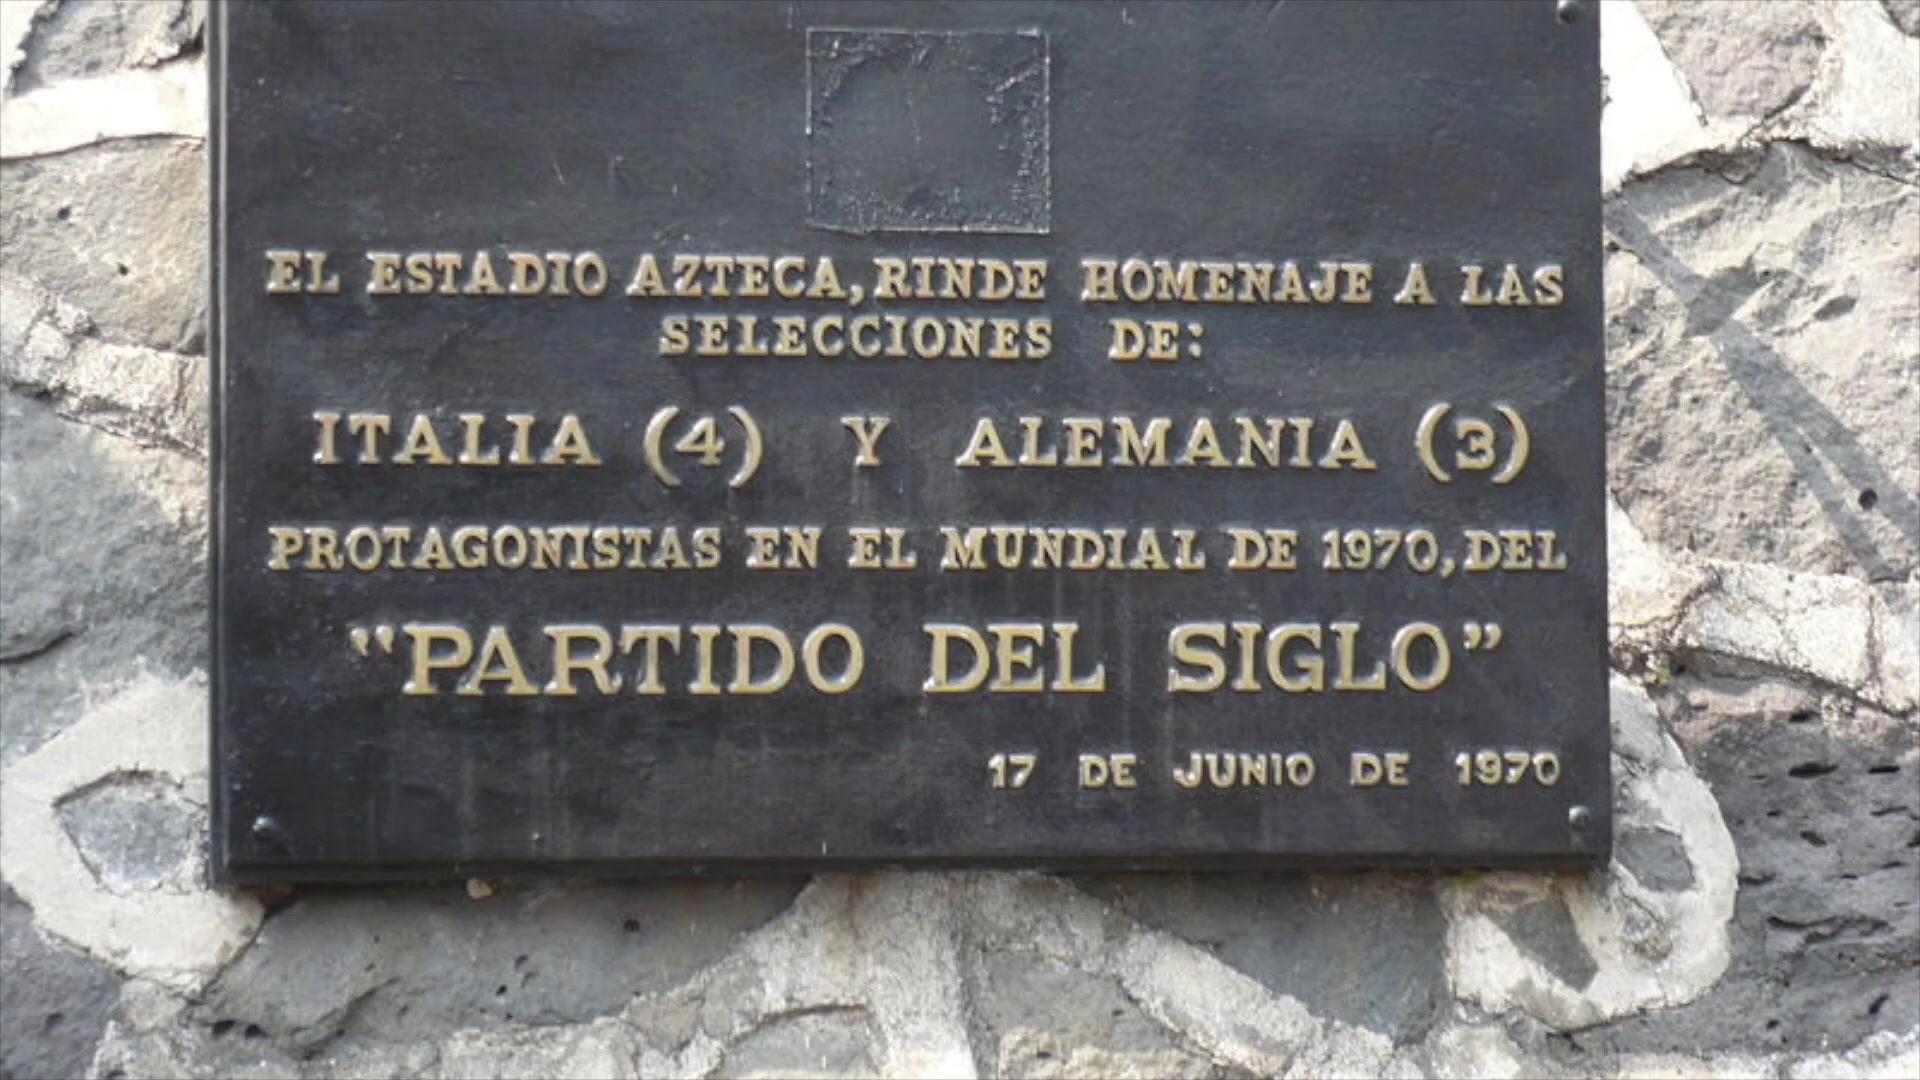 EL ESTADIO AZTECA, RINDE HOMENAJE A LAS
SELECCIONES DE:
ITALIA (4) Y ALEMANIA (3)
PROTAGONISTAS EN EL MUNDIAL DE 1970, DEL
"PARTIDO DEL SIGLO"
17 DE JUNIO DE 1970